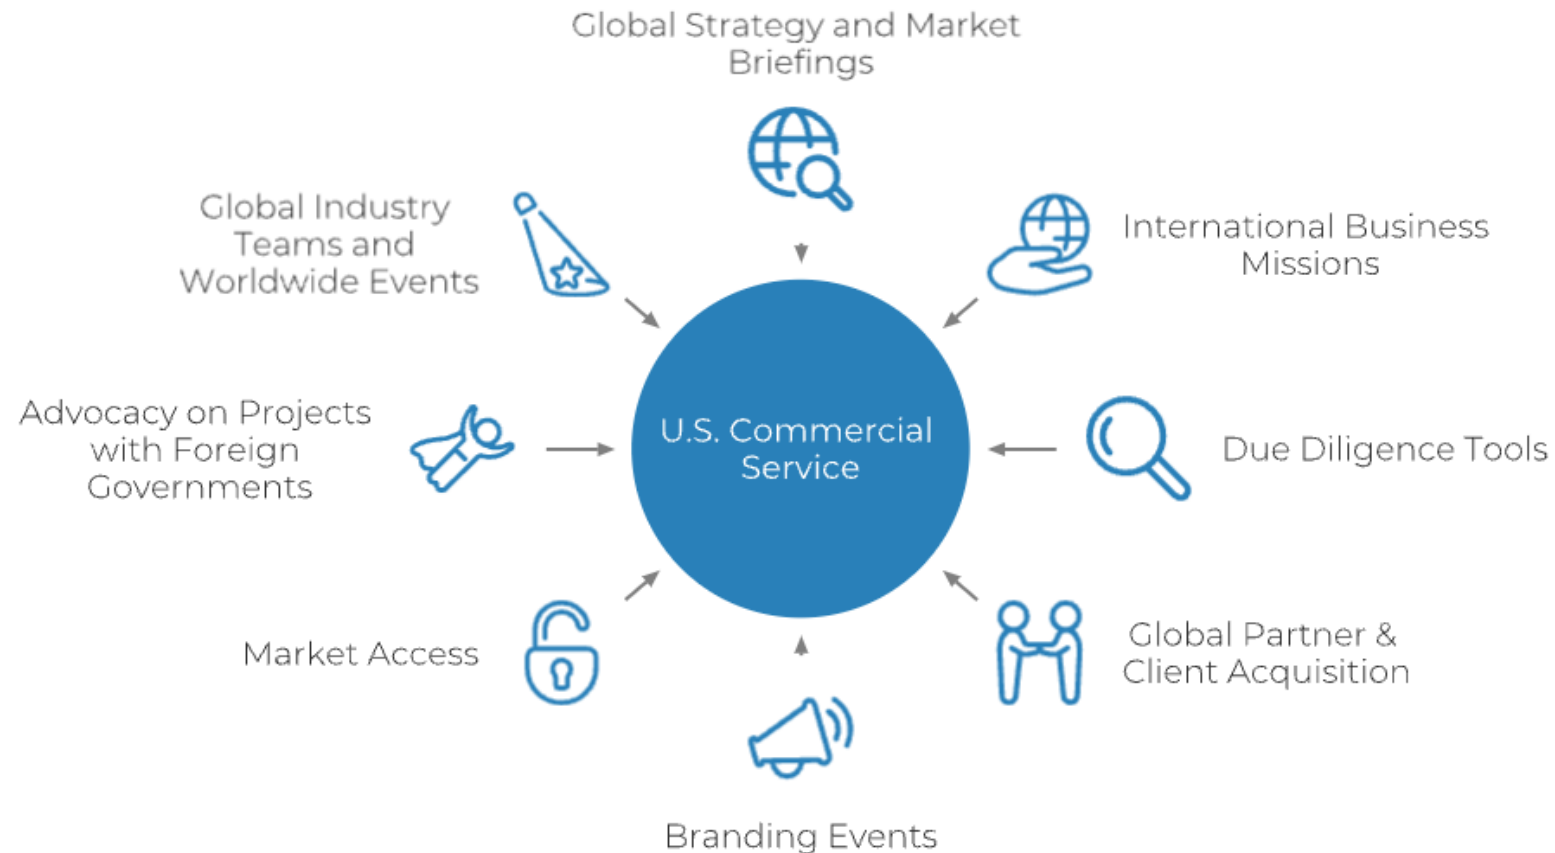 Global Strategy and Market
Briefings
Global Industry
Teams and
Worldwide Events
International Business
Missions
Advocacy on Projects
with Foreign
Governments
U.S. Commercial
Service
Due Diligence Tools
Market Access
Global Partner &
Client Acquisition
Branding Events